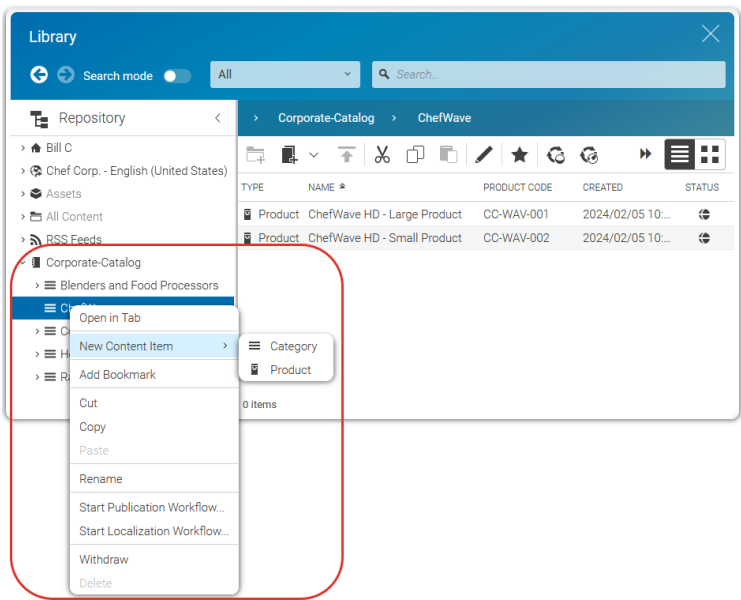 Library
Search mode
All
Search...
Repository
Corporate-Catalog
ChefWave
Bill C
Chef Corp. - English (United States)
Assets
All Content
RSS Feeds
Corporate-Catalog
Blenders and Food Processors
TYPE NAME PRODUCT CODE CREATED STATUS
Product ChefWave HD - Large Product CC-WAV-001 2024/02/05 10:...
Product ChefWave HD - Small Product CC-WAV-002 2024/02/05 10:...
0 items
Open in Tab
New Content Item
Category
Product
Add Bookmark
Cut
Copy
Paste
Rename
Start Publication Workflow...
Start Localization Workflow...
Withdraw
Delete